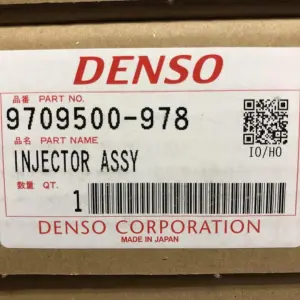 DENSO
品番 PART NO.
9709500-978
品名 PART NAME
INJECTOR ASSY
IO/HO
数量 QT.
1
DENSO CORPORATION
MADE IN JAPAN